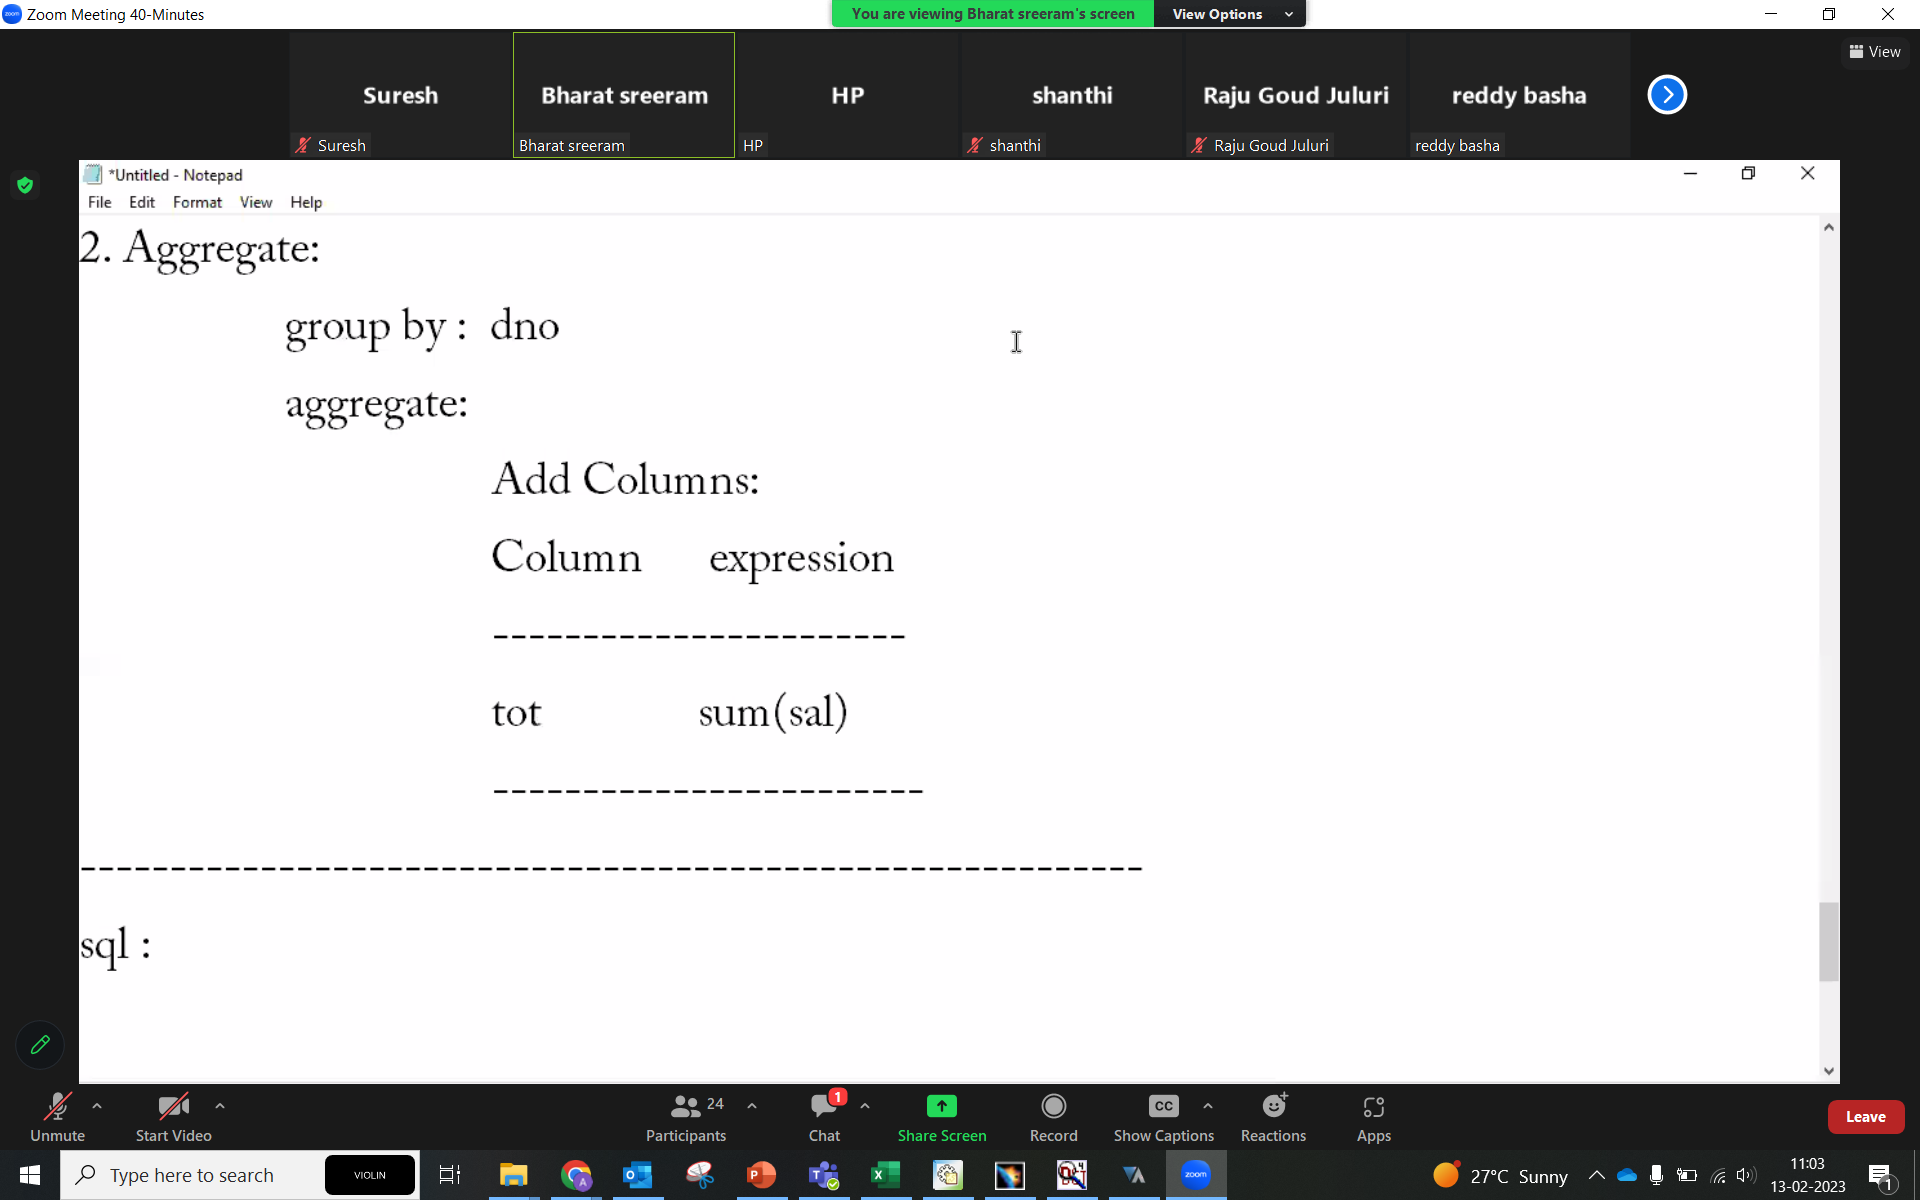 Zoom Meeting 40-Minutes
You are viewing Bharat sreeram's screen
View Options
View
Suresh
Bharat sreeram
HP
shanthi
Raju Goud Juluri
reddy basha
Suresh
Bharat sreeram
HP
shanthi
Raju Goud Juluri
reddy basha
*Untitled - Notepad
File Edit Format View Help
2. Aggregate:
group by : dno
aggregate:
Add Columns:
Column expression
-----------------------
tot sum(sal)
------------------------
-----------------------------------------------------------
sql :
24
1
CC
Unmute
Start Video
Participants
Chat
Share Screen
Record
Show Captions
Reactions
Apps
Leave
Type here to search
VIOLIN
zoom
27°C Sunny
11:03
13-02-2023
1